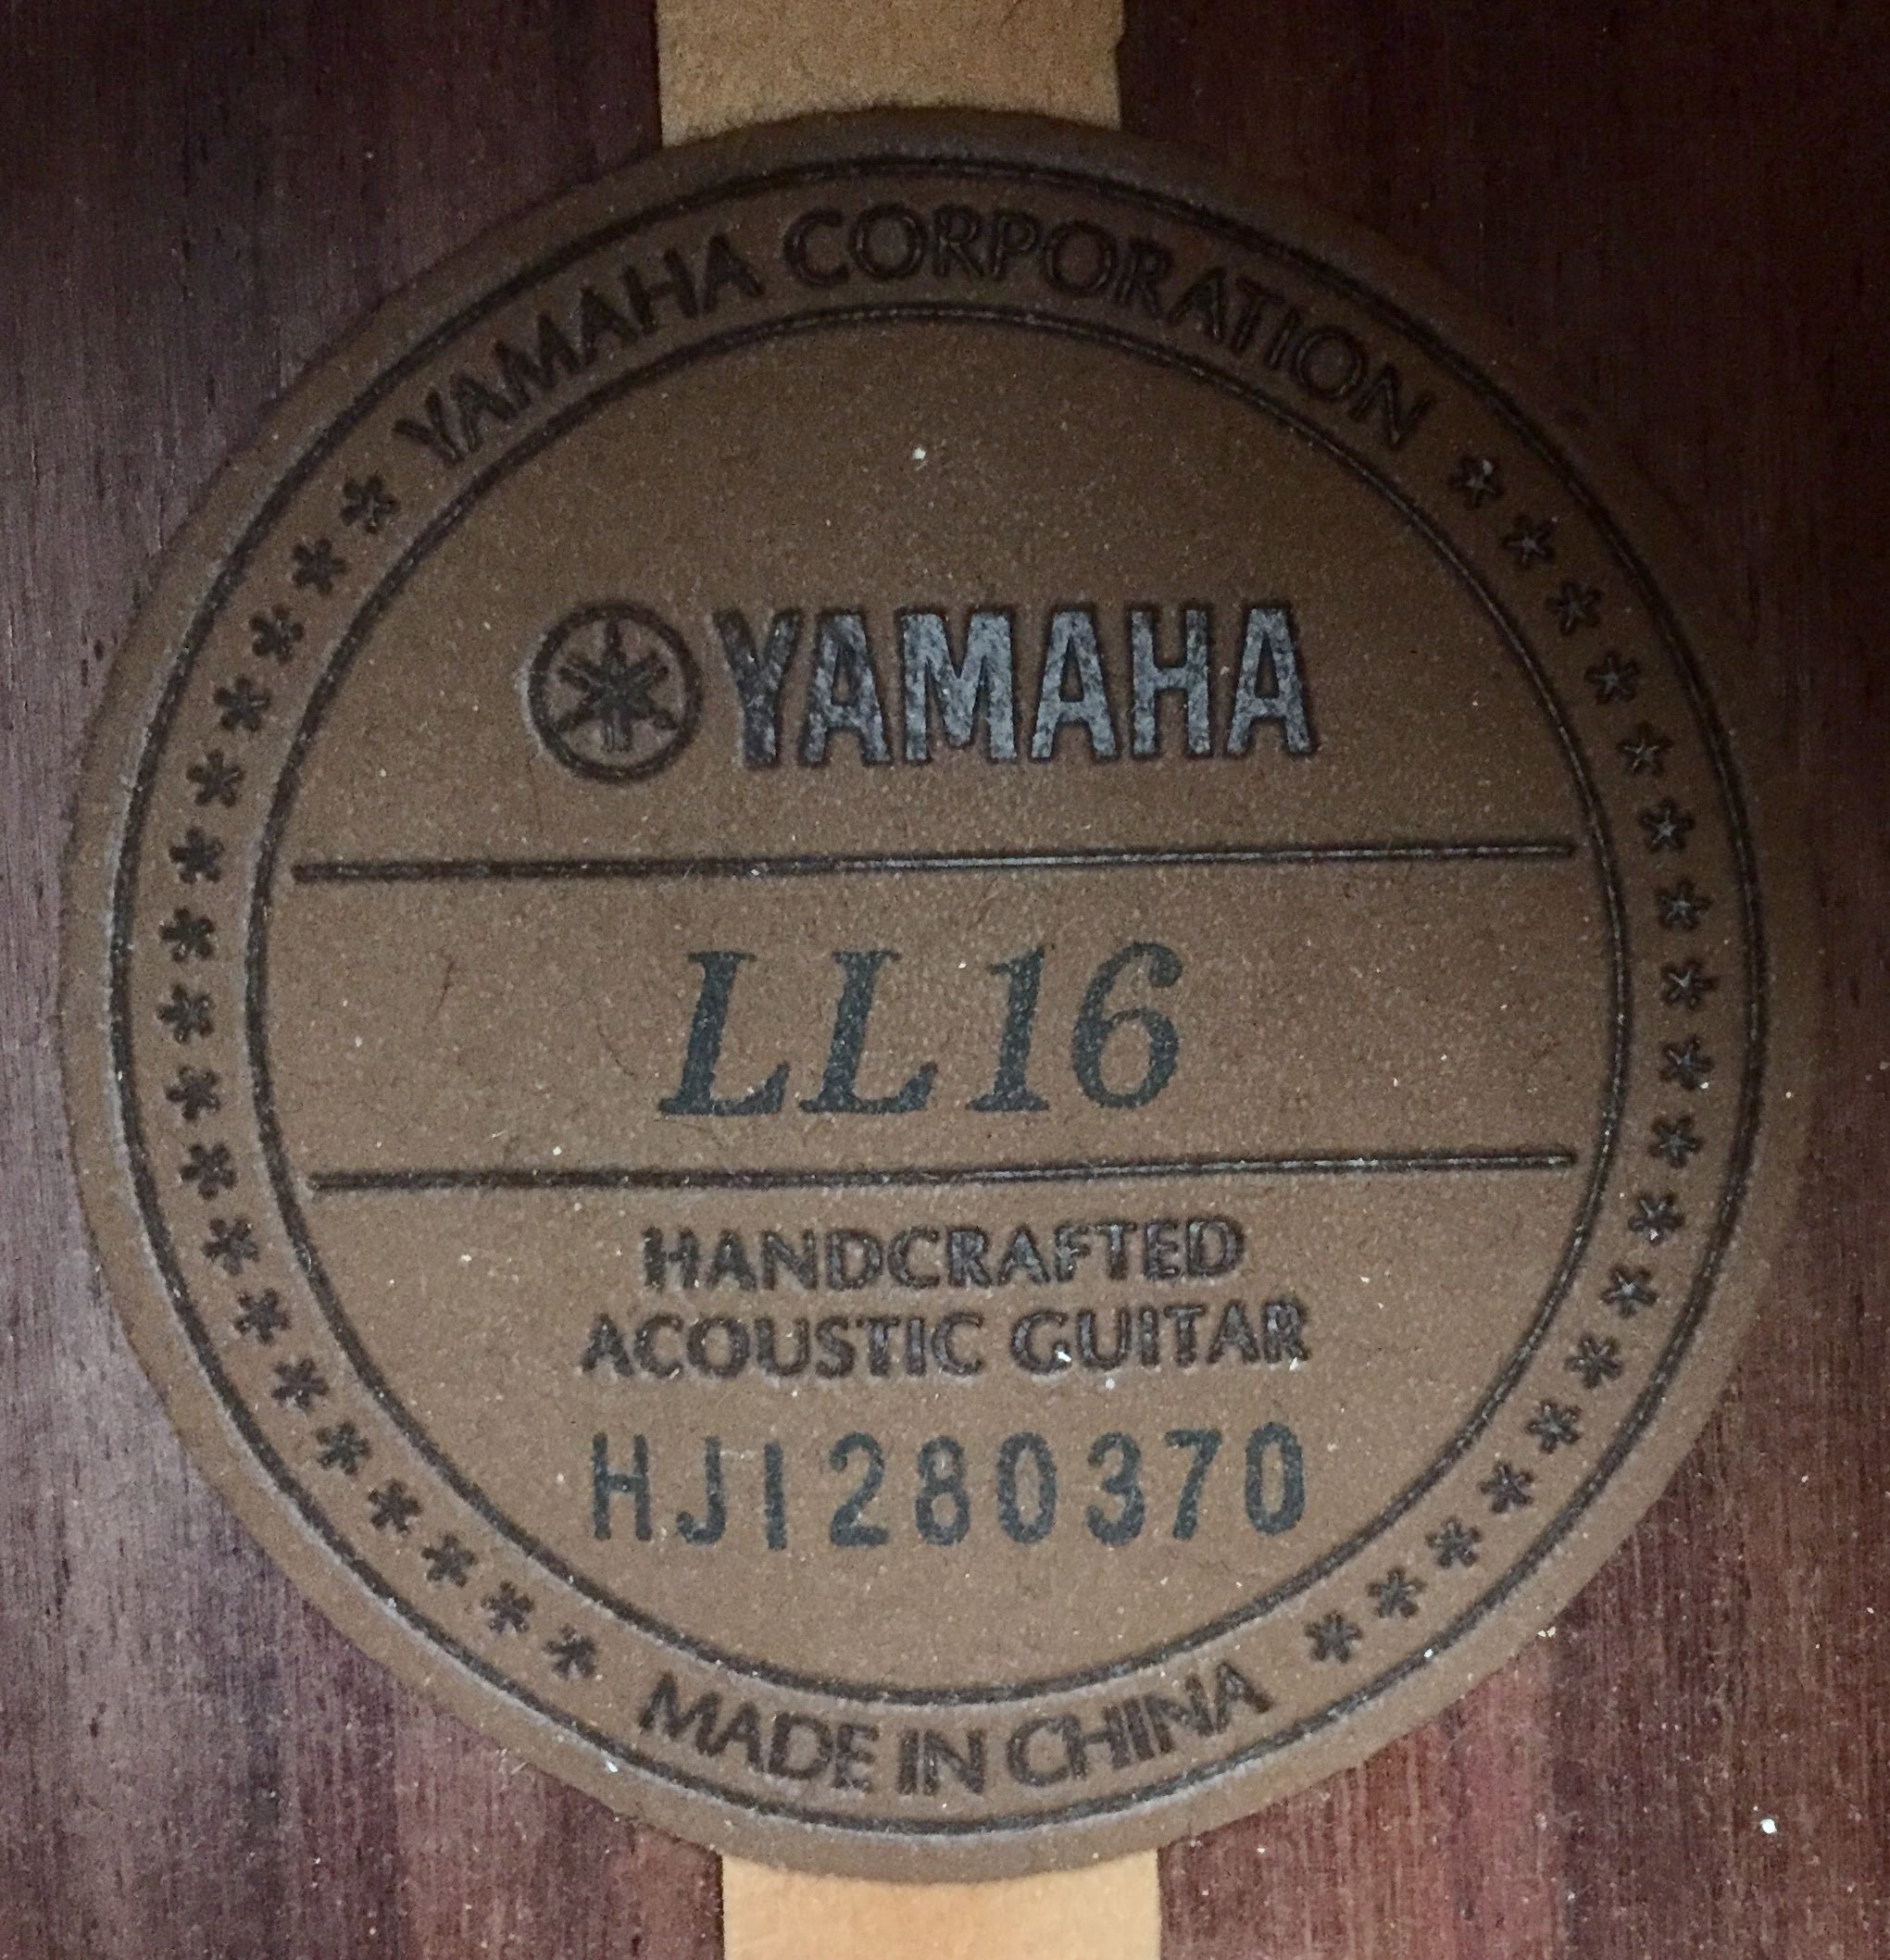 YAMAHA CORPORATION
YAMAHA
LL16
HANDCRAFTED
ACOUSTIC GUITAR
HJI280370
MADE IN CHINA